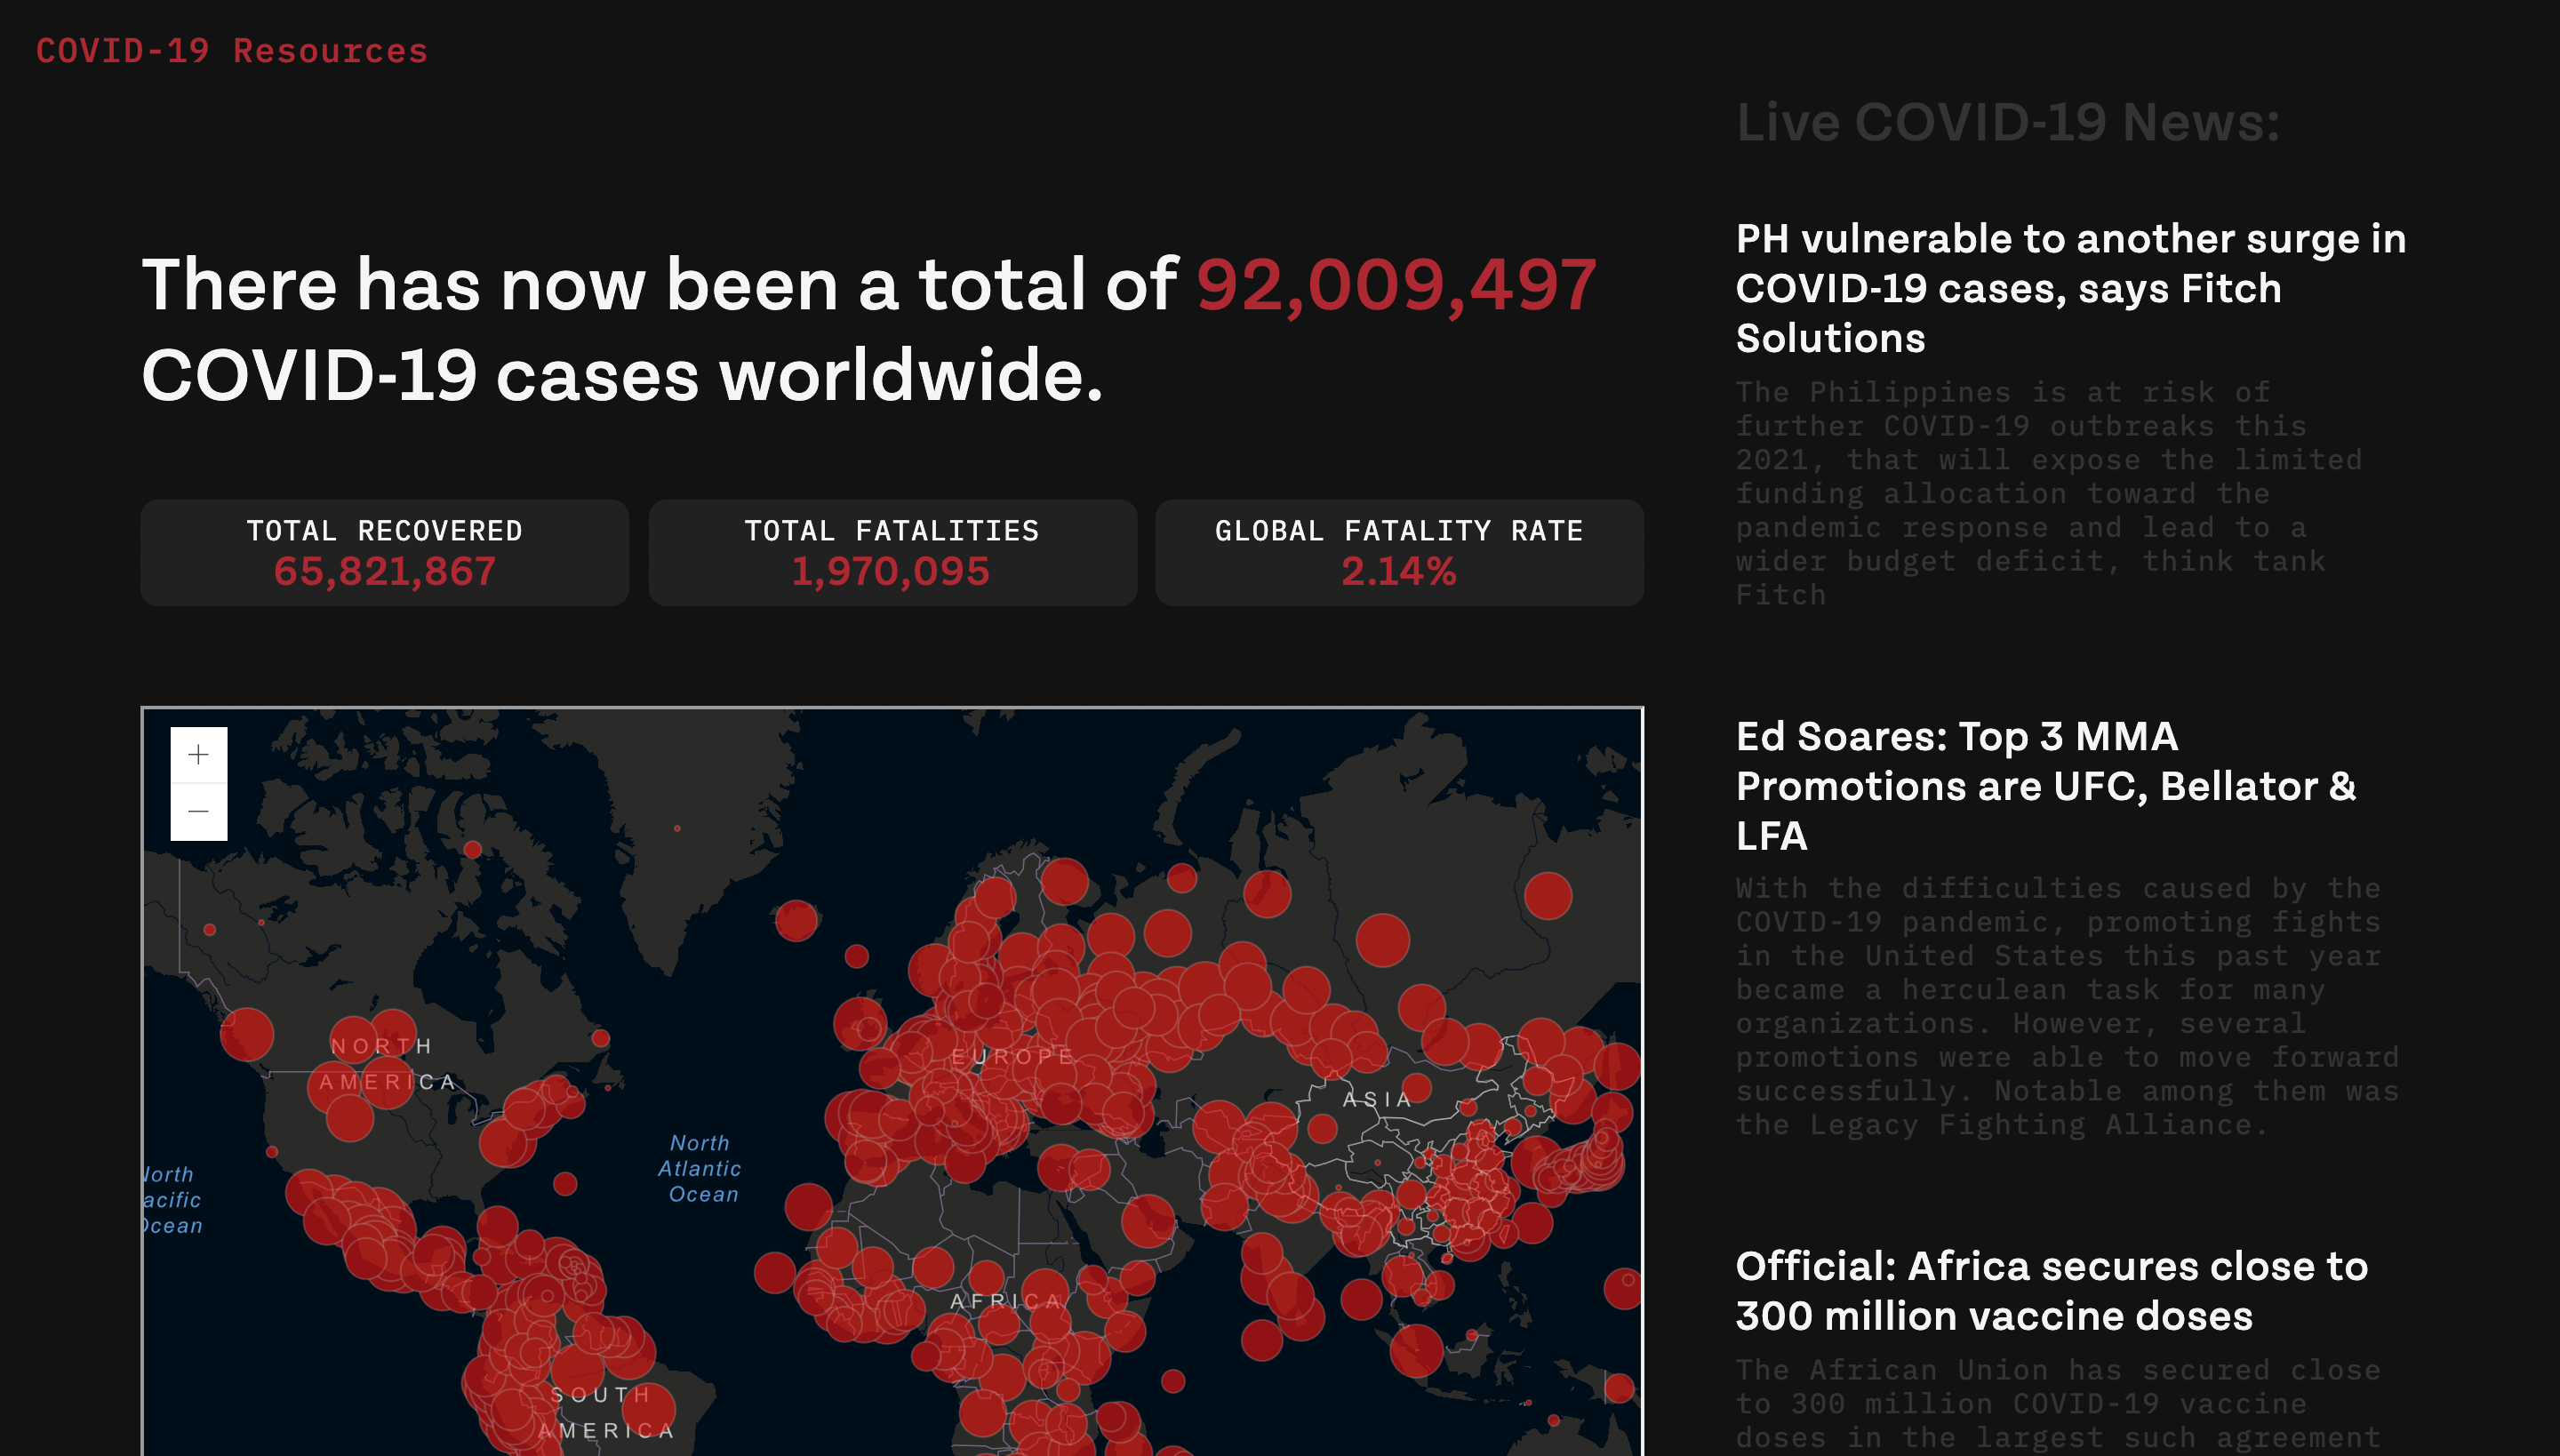 COVID-19 Resources
There has now been a total of 92,009,497
COVID-19 cases worldwide.
TOTAL RECOVERED
65,821,867
TOTAL FATALITIES
1,970,095
GLOBAL FATALITY RATE
2.14%
+
−
NORTH
AMERICA
EUROPE
ASIA
North
Atlantic
Ocean
orth
acific
cean
AFRICA
SOUTH
AMERICA
Live COVID-19 News:
PH vulnerable to another surge in
COVID-19 cases, says Fitch
Solutions
The Philippines is at risk of
further COVID-19 outbreaks this
2021, that will expose the limited
funding allocation toward the
pandemic response and lead to a
wider budget deficit, think tank
Fitch
Ed Soares: Top 3 MMA
Promotions are UFC, Bellator &
LFA
With the difficulties caused by the
COVID-19 pandemic, promoting fights
in the United States this past year
became a herculean task for many
organizations. However, several
promotions were able to move forward
successfully. Notable among them was
the Legacy Fighting Alliance.
Official: Africa secures close to
300 million vaccine doses
The African Union has secured close
to 300 million COVID-19 vaccine
doses in the largest such agreement